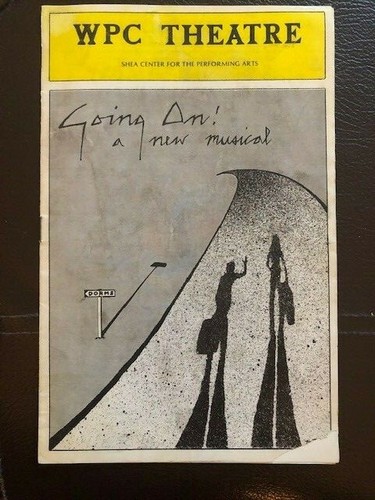 WPC THEATRE
SHEA CENTER FOR THE PERFORMING ARTS
Going On!
a new musical
DORMS